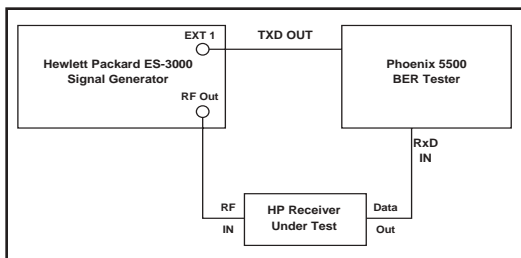 EXT 1
TXD OUT
Hewlett Packard ES-3000
Signal Generator
RF Out
Phoenix 5500
BER Tester
RxD
IN
RF
IN
HP Receiver
Under Test
Data
Out